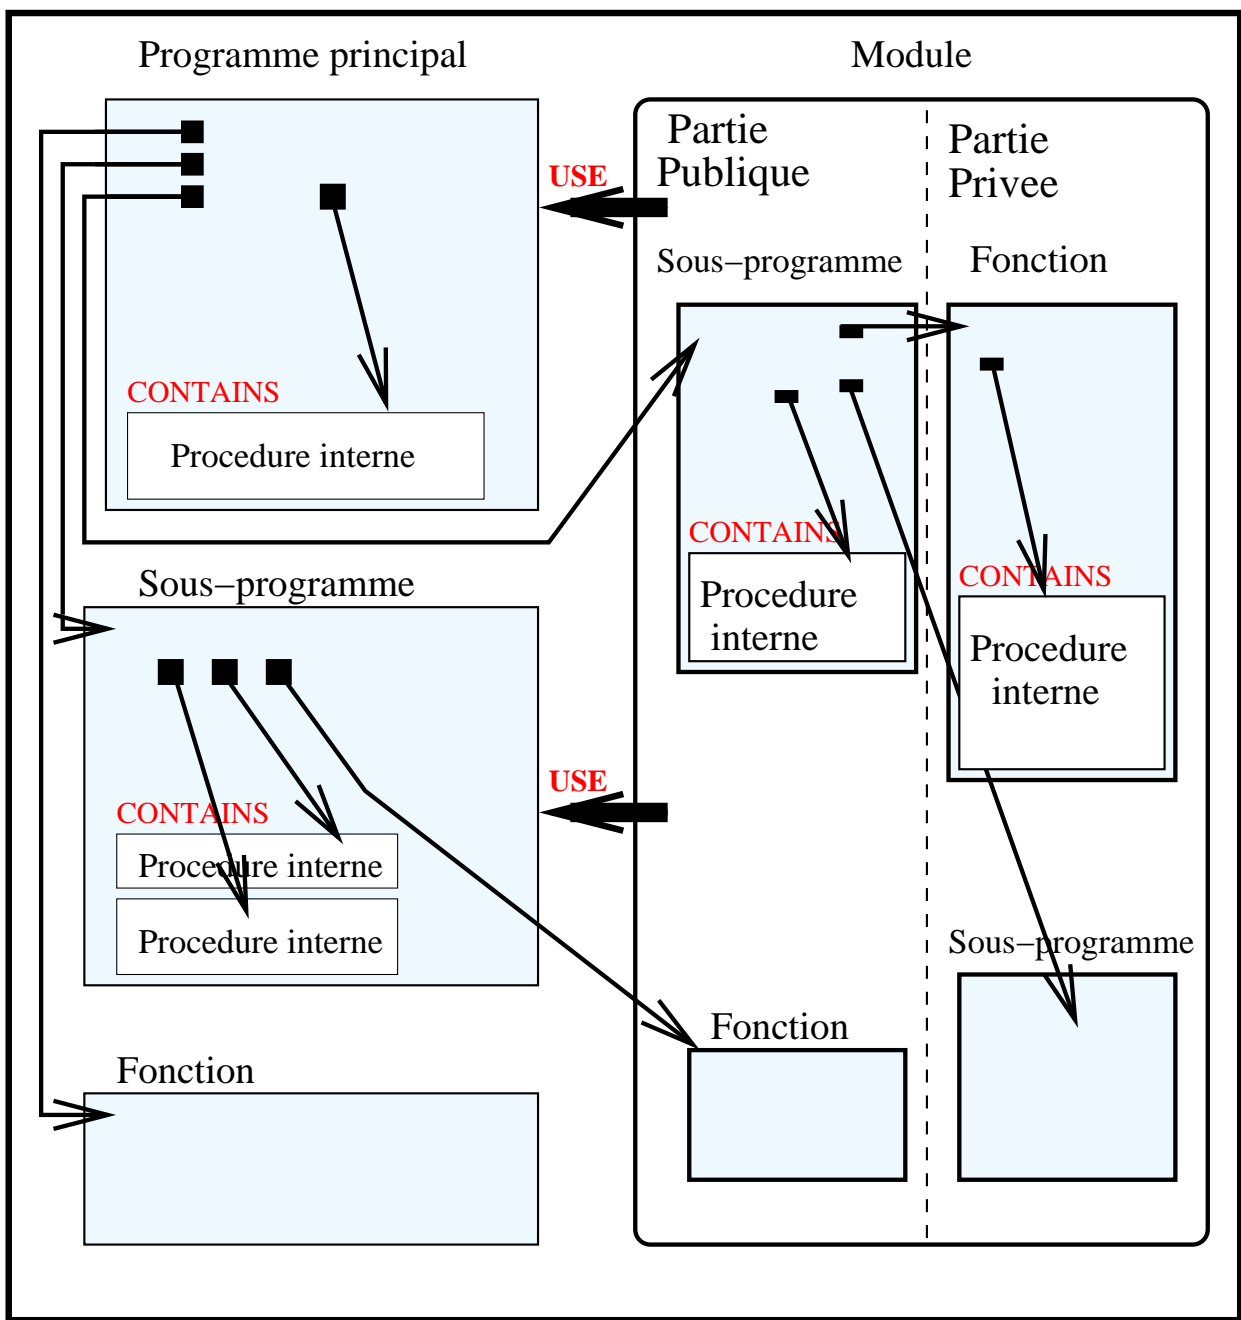 Programme principal
Module
Partie
Publique
Partie
Privee
USE
Sous−programme
Fonction
CONTAINS
Procedure interne
CONTAINS
Procedure
interne
CONTAINS
Procedure
interne
Sous−programme
USE
CONTAINS
Procedure interne
Procedure interne
Sous−programme
Fonction
Fonction